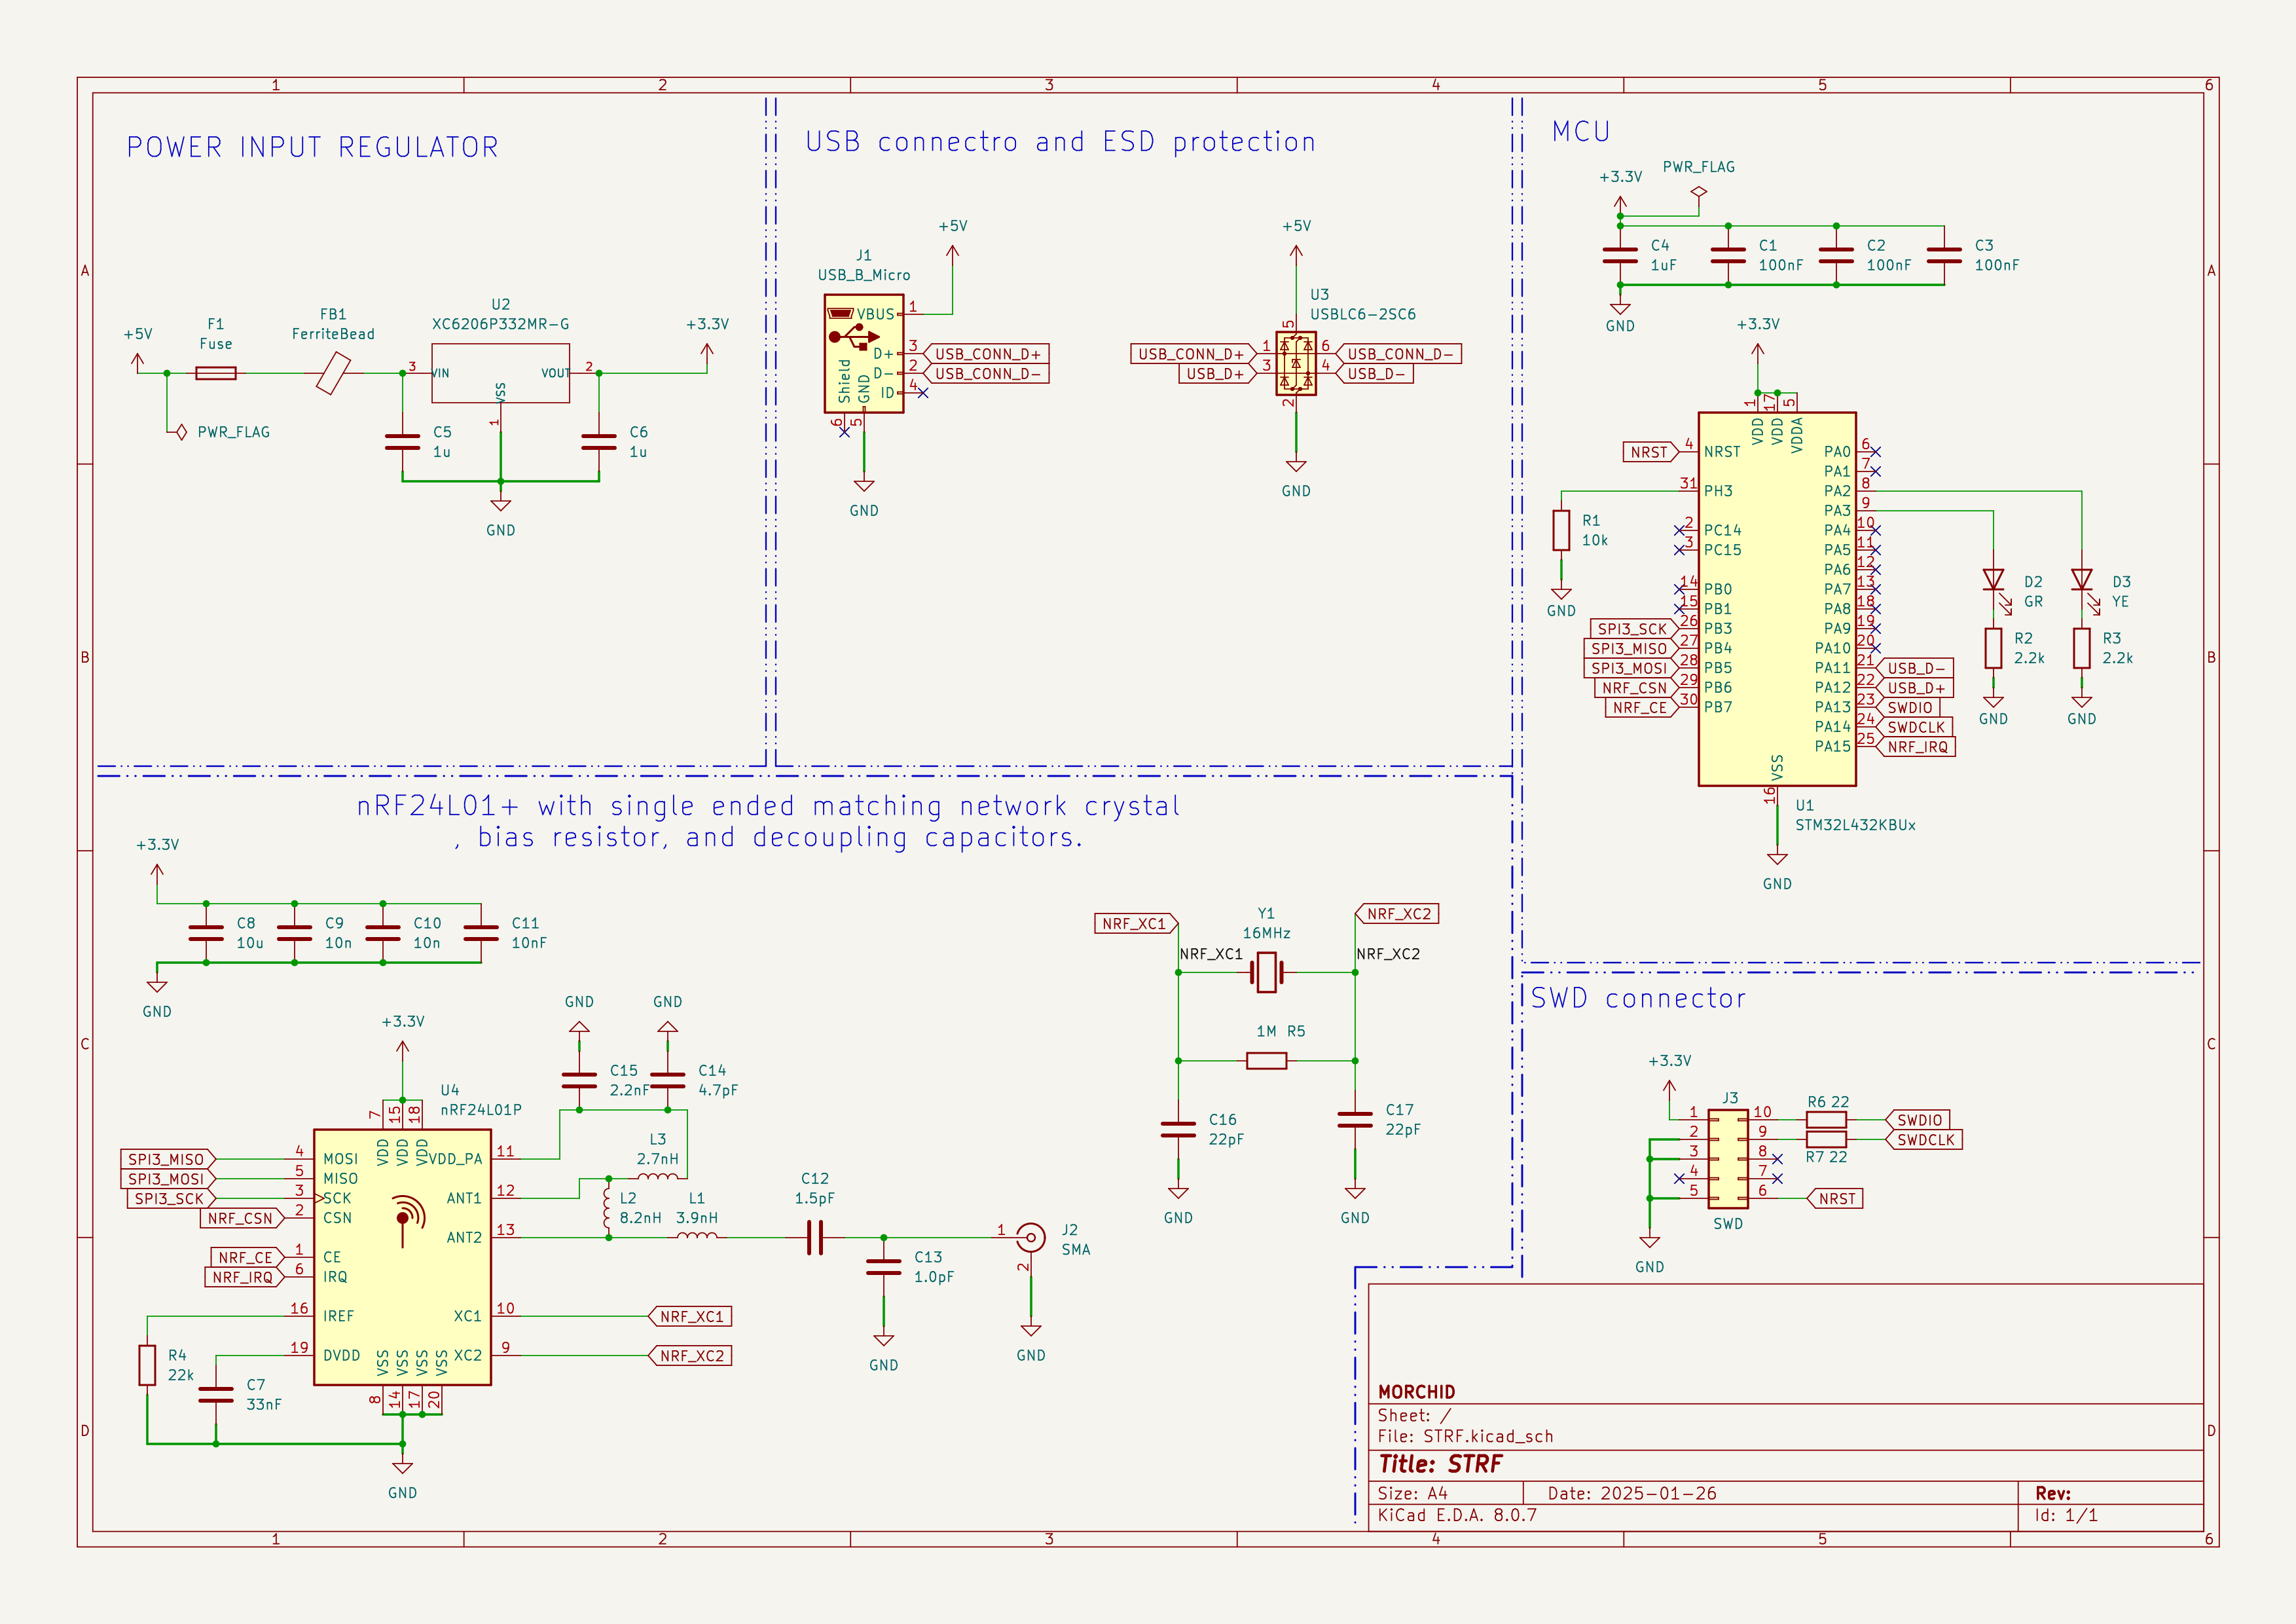 1 2 3 4 5 6
A
B
C
D
A
B
C
D
1 2 3 4 5 6
POWER INPUT REGULATOR
+5V
PWR_FLAG
F1
Fuse
FB1
FerriteBead
U2
XC6206P332MR-G
3 VIN
VOUT 2
VSS
1
+3.3V
C5
1u
C6
1u
GND
USB connectro and ESD protection
J1
USB_B_Micro
+5V
VBUS 1
D+ 3 USB_CONN_D+
D- 2 USB_CONN_D-
ID 4
Shield
GND
6
5
GND
+5V
U3
USBLC6-2SC6
5
USB_CONN_D+ 1
6 USB_CONN_D-
USB_D+ 3
4 USB_D-
2
GND
MCU
+3.3V
PWR_FLAG
C4
1uF
C1
100nF
C2
100nF
C3
100nF
GND
+3.3V
1 17 5
VDD VDD VDDA
NRST 4 NRST
31 PH3
2 PC14
3 PC15
14 PB0
15 PB1
SPI3_SCK 26 PB3
SPI3_MISO 27 PB4
SPI3_MOSI 28 PB5
NRF_CSN 29 PB6
NRF_CE 30 PB7
PA0 6
PA1 7
PA2 8
PA3 9
PA4 10
PA5 11
PA6 12
PA7 13
PA8 18
PA9 19
PA10 20
PA11 21 USB_D-
PA12 22 USB_D+
PA13 23 SWDIO
PA14 24 SWDCLK
PA15 25 NRF_IRQ
VSS
16
U1
STM32L432KBUx
GND
R1
10k
GND
D2
GR
D3
YE
R2
2.2k
R3
2.2k
GND
GND
nRF24L01+ with single ended matching network crystal
, bias resistor, and decoupling capacitors.
+3.3V
C8
10u
C9
10n
C10
10n
C11
10nF
GND
+3.3V
U4
nRF24L01P
7 15 18
VDD VDD VDD
SPI3_MISO 4 MOSI
SPI3_MOSI 5 MISO
SPI3_SCK 3 SCK
NRF_CSN 2 CSN
NRF_CE 1 CE
NRF_IRQ 6 IRQ
16 IREF
19 DVDD
VDD_PA 11
ANT1 12
ANT2 13
XC1 10 NRF_XC1
XC2 9 NRF_XC2
VSS VSS VSS VSS
8 14 17 20
R4
22k
C7
33nF
GND
GND
GND
C15
2.2nF
C14
4.7pF
L3
2.7nH
L2
8.2nH
L1
3.9nH
C12
1.5pF
C13
1.0pF
GND
1
J2
SMA
2
GND
NRF_XC1
NRF_XC2
Y1
16MHz
NRF_XC1
NRF_XC2
1M R5
C16
22pF
C17
22pF
GND
GND
SWD connector
+3.3V
J3
1
2
3
4
5
10
9
8
7
6
SWD
R6 22
SWDIO
SWDCLK
R7 22
NRST
GND
MORCHID
Sheet: /
File: STRF.kicad_sch
Title: STRF
Size: A4
Date: 2025-01-26
Rev:
KiCad E.D.A. 8.0.7
Id: 1/1